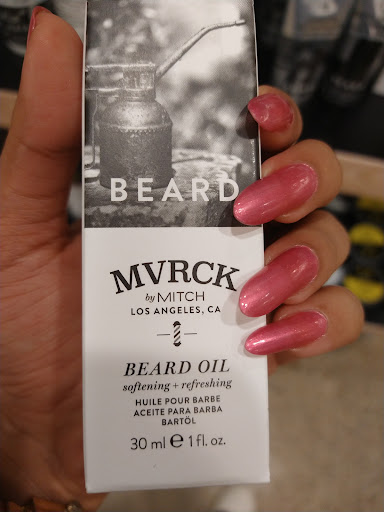 BEARD
MVRCK
by MITCH
LOS ANGELES, CA
BEARD OIL
softening + refreshing
HUILE POUR BARBE
ACEITE PARA BARBA
BARTÖL
30 ml e 1 fl. oz.